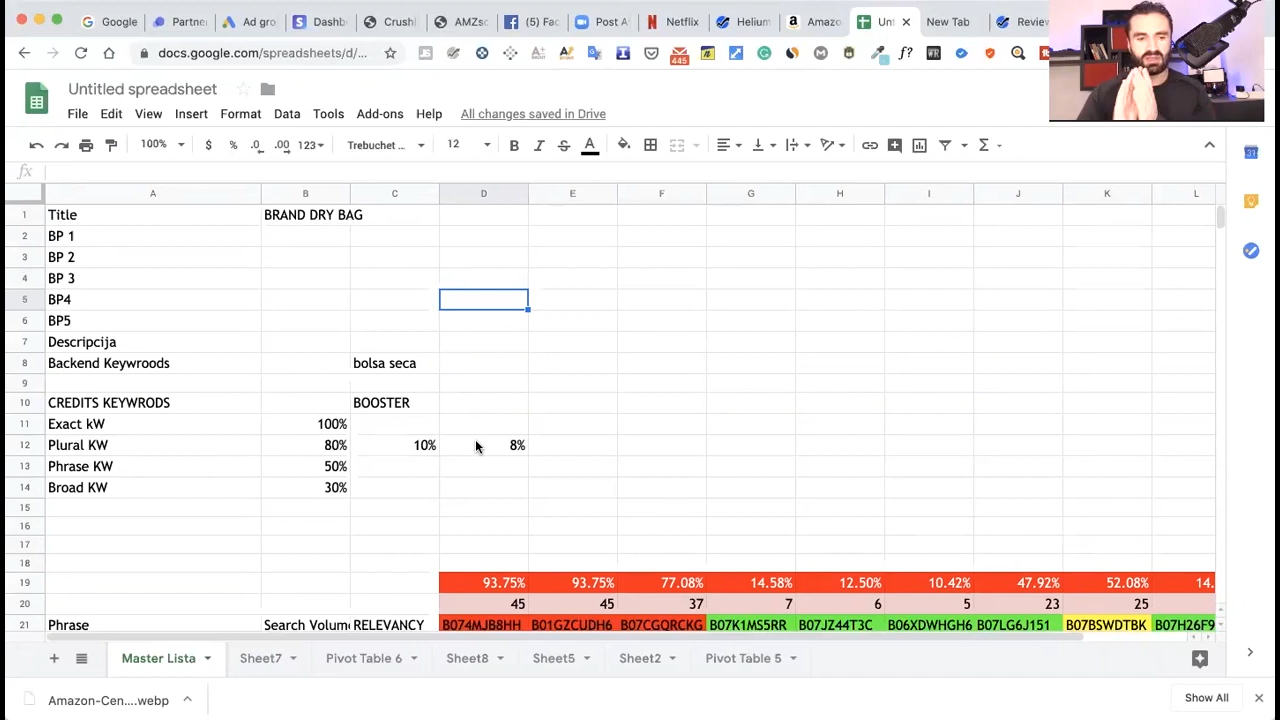 Google
Partner
Ad gro
Dashb
Crushl
AMZsc
(5) Fac
Post A
Netflix
Helium
Amazo
Unt
New Tab
Review
docs.google.com/spreadsheets/d/...
445
Untitled spreadsheet
File Edit View Insert Format Data Tools Add-ons Help All changes saved in Drive
100% $ % .0 .00 123 Trebuchet ... 12 B I S A
fx
A B C D E F G H I J K L
1 Title BRAND DRY BAG
2 BP 1
3 BP 2
4 BP 3
5 BP4
6 BP5
7 Descripcija
8 Backend Keywroods bolsa seca
9
10 CREDITS KEYWRODS BOOSTER
11 Exact kW 100%
12 Plural KW 80% 10% 8%
13 Phrase KW 50%
14 Broad KW 30%
15
16
17
18
19 93.75% 93.75% 77.08% 14.58% 12.50% 10.42% 47.92% 52.08% 14.
20 45 45 37 7 6 5 23 25
21 Phrase Search Volum RELEVANCY B074MJB8HH B01GZCUDH6 B07CGQRCKG B07K1MS5RR B07JZ44T3C B06XDWHGH6 B07LG6J151 B07BSWDTBK B07H26F9
Master Lista Sheet7 Pivot Table 6 Sheet8 Sheet5 Sheet2 Pivot Table 5
Amazon-Cen....webp Show All